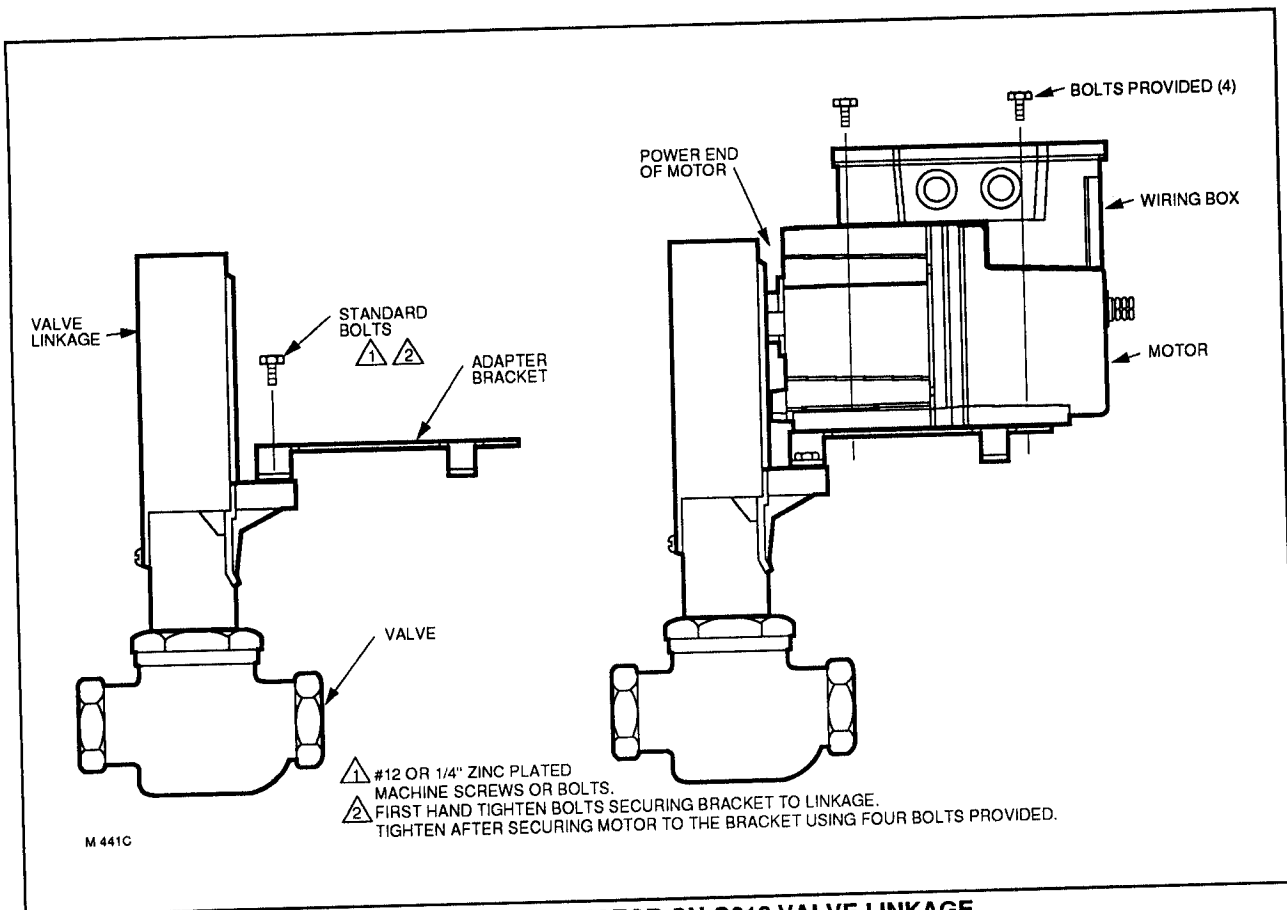 BOLTS PROVIDED (4)
POWER END
OF MOTOR
WIRING BOX
VALVE
LINKAGE
STANDARD
BOLTS
1 2
ADAPTER
BRACKET
MOTOR
VALVE
1 #12 OR 1/4" ZINC PLATED
MACHINE SCREWS OR BOLTS.
2 FIRST HAND TIGHTEN BOLTS SECURING BRACKET TO LINKAGE.
TIGHTEN AFTER SECURING MOTOR TO THE BRACKET USING FOUR BOLTS PROVIDED.
M 441C
VALVE LINKAGE